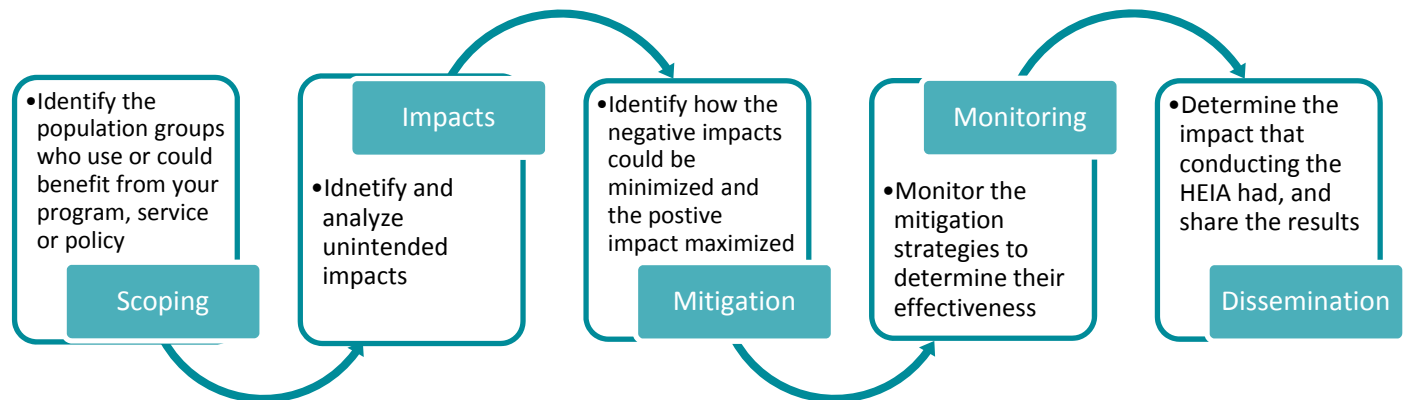 •Identify the
population groups
who use or could
benefit from your
program, service
or policy
Scoping
Impacts
•Idnetify and
analyze
unintended
impacts
•Identify how the
negative impacts
could be
minimized and
the postive
impact maximized
Mitigation
Monitoring
•Monitor the
mitigation
strategies to
determine their
effectiveness
•Determine the
impact that
conducting the
HEIA had, and
share the results
Dissemination